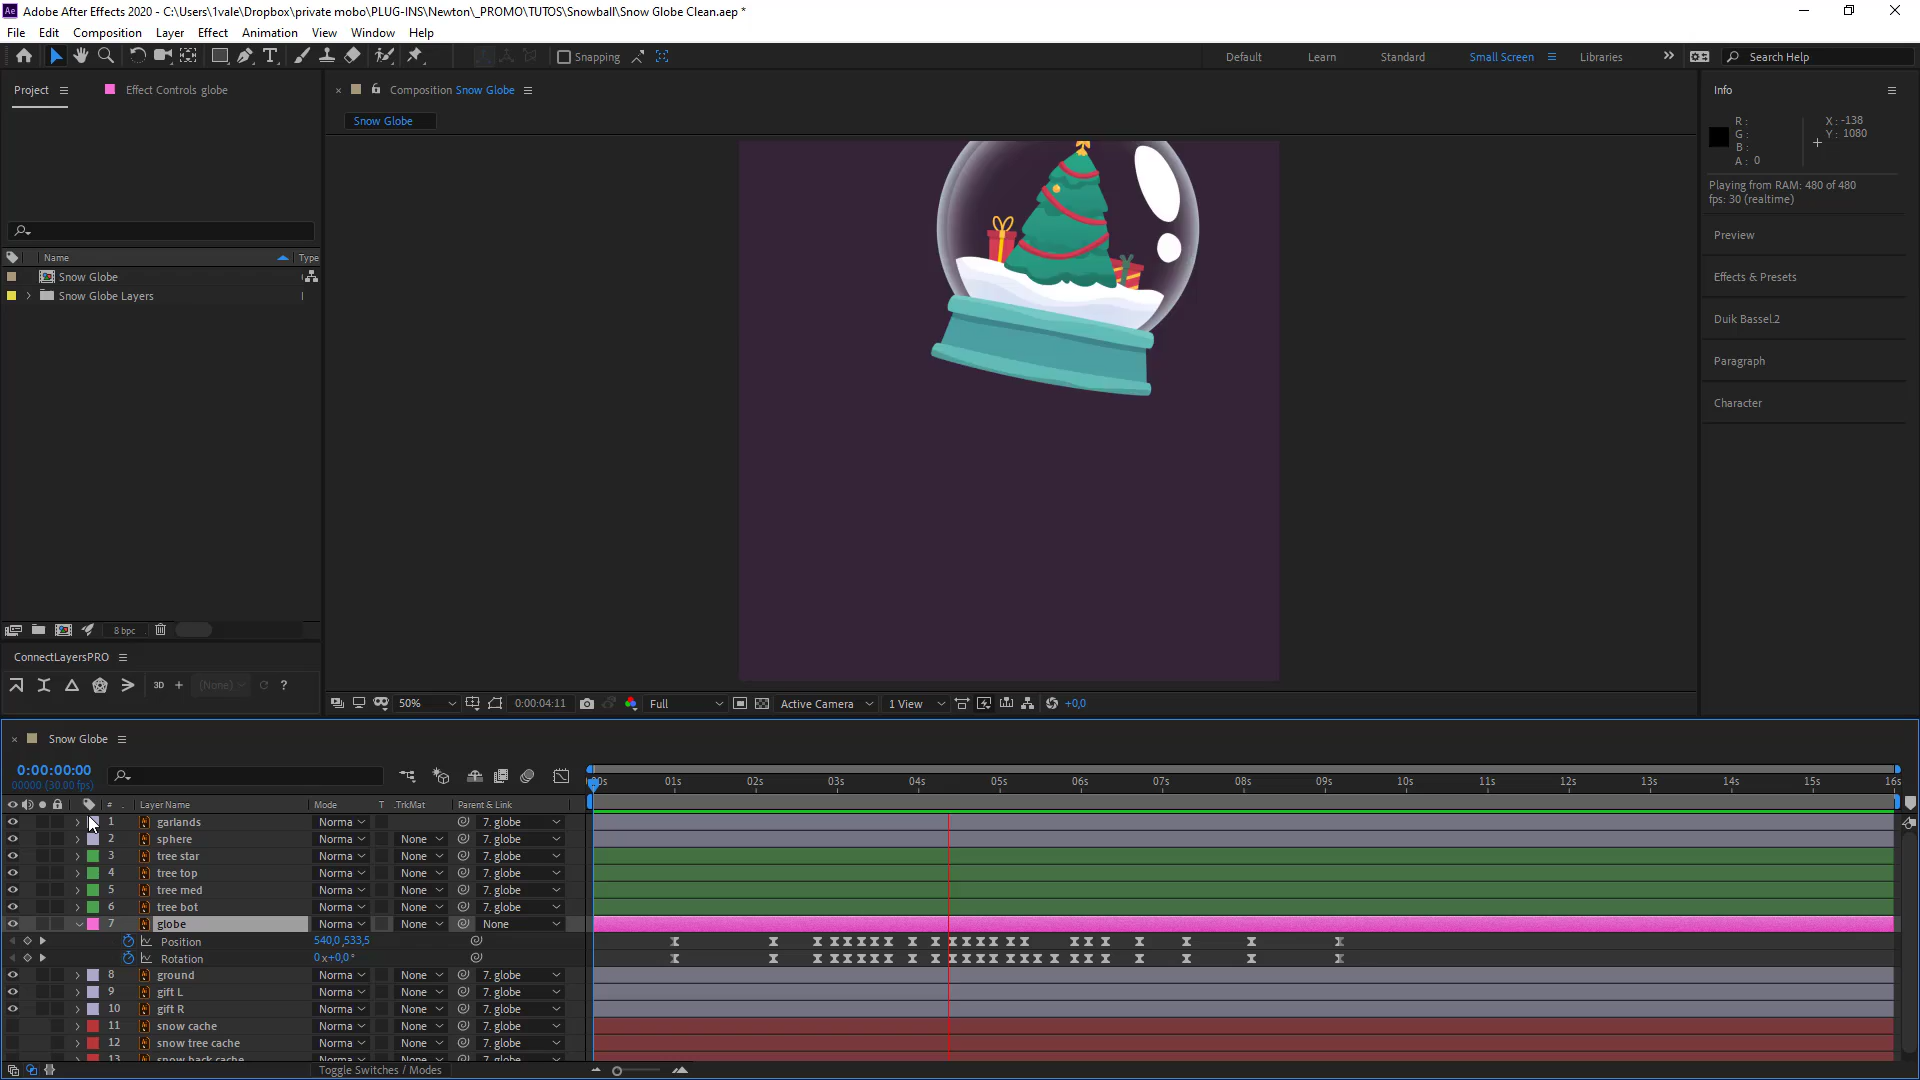 Adobe After Effects 2020 - C:\Users\1vale\Dropbox\private mobo\PLUG-INS\Newton\_PROMO\TUTOS\Snowball\Snow Globe Clean.aep *
File Edit Composition Layer Effect Animation View Window Help
Snapping
Default Learn Standard Small Screen Libraries Search Help
Project Effect Controls globe
Composition Snow Globe
Info
Snow Globe
R :
G :
B :
A : 0
X : -138
Y : 1080
Playing from RAM: 480 of 480
fps: 30 (realtime)
Preview
Name Type
Snow Globe
Effects & Presets
Snow Globe Layers
Duik Bassel.2
Paragraph
Character
8 bpc
ConnectLayersPRO
3D + (None) ?
50% 0:00:04:11 Full Active Camera 1 View +0,0
Snow Globe
0:00:00:00
00000 (30.00 fps)
:00s 01s 02s 03s 04s 05s 06s 07s 08s 09s 10s 11s 12s 13s 14s 15s 16s
# Layer Name Mode T .TrkMat Parent & Link
1 garlands Norma 7. globe
2 sphere Norma None 7. globe
3 tree star Norma None 7. globe
4 tree top Norma None 7. globe
5 tree med Norma None 7. globe
6 tree bot Norma None 7. globe
7 globe Norma None None
Position 540,0 ,533,5
Rotation 0 x+0,0 °
8 ground Norma None 7. globe
9 gift L Norma None 7. globe
10 gift R Norma None 7. globe
11 snow cache Norma None 7. globe
12 snow tree cache Norma None 7. globe
13 snow back cache Norma None 7. globe
Toggle Switches / Modes